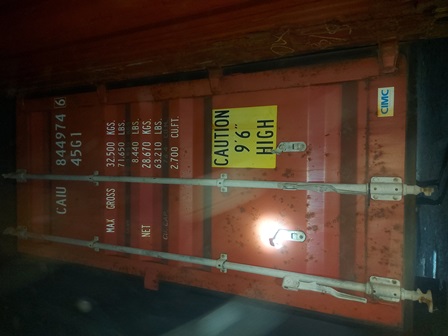 CAIU 844974 6
45G1
MAX GROSS 32.500 KGS.
71.650 LBS.
8.440 LBS.
NET 28.670 KGS.
63.210 LBS.
2.700 CU.FT.
CAUTION
9'6"
HIGH
CIMC